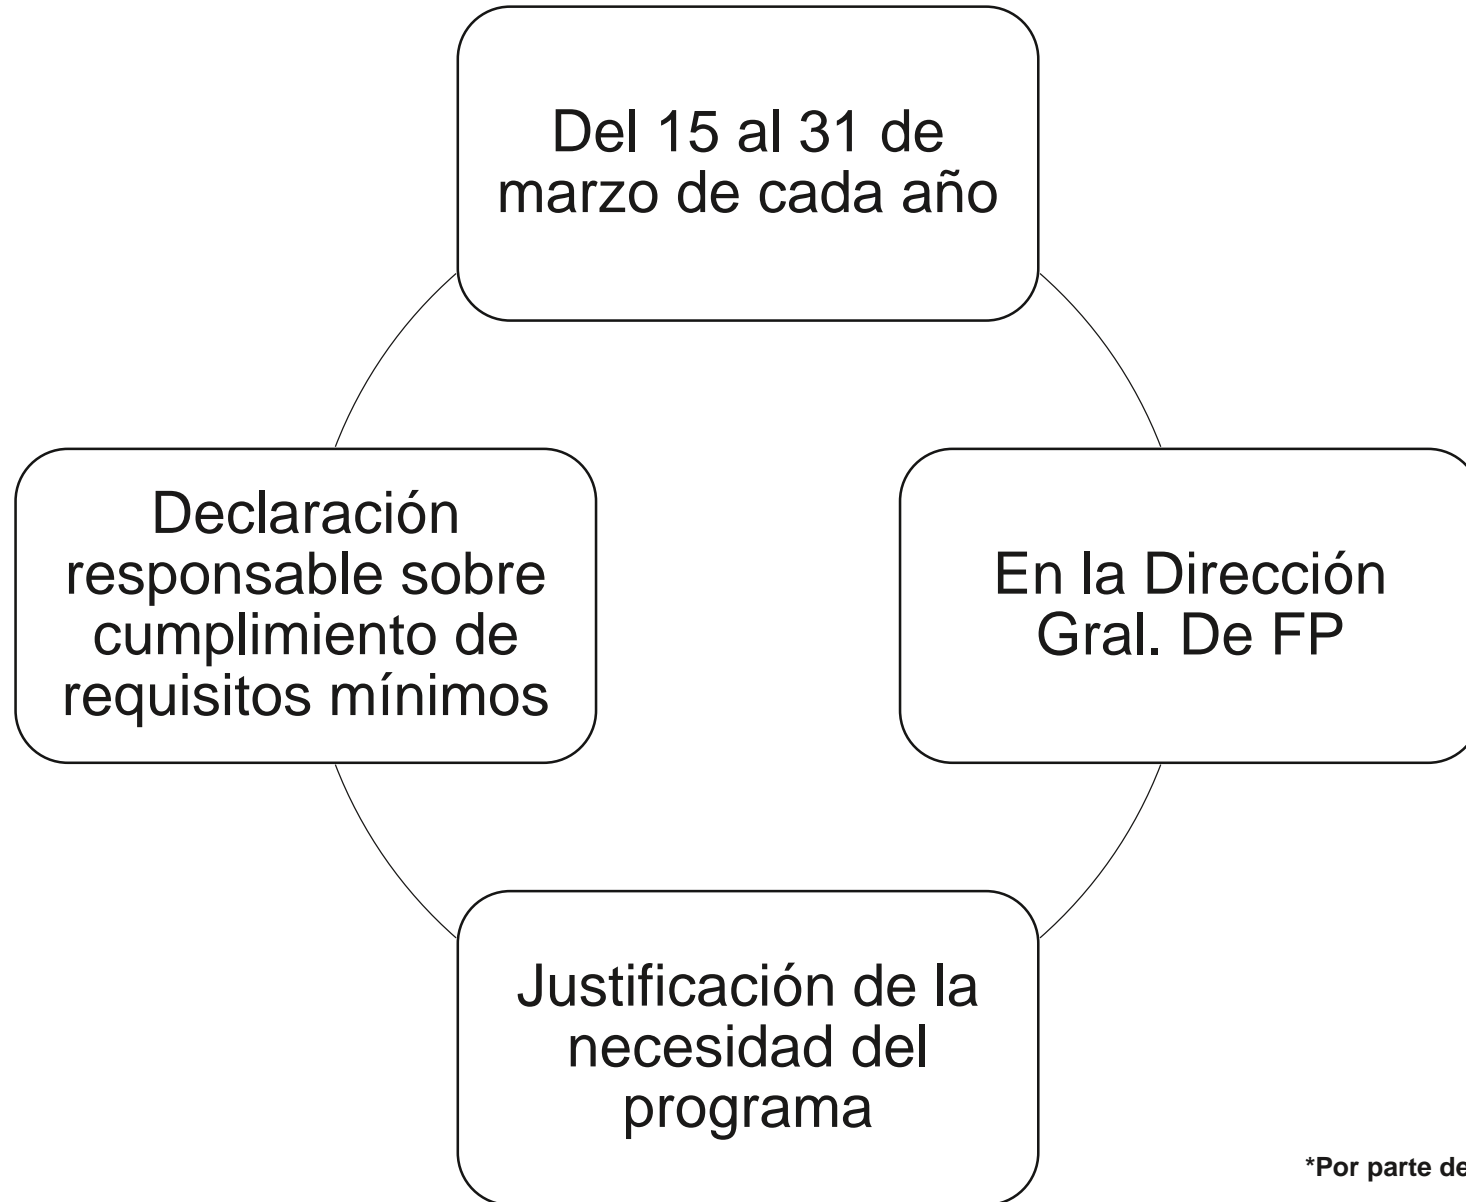 Del 15 al 31 de
marzo de cada año
Declaración
responsable sobre
cumplimiento de
requisitos mínimos
En la Dirección
Gral. De FP
Justificación de la
necesidad del
programa
*Por parte de